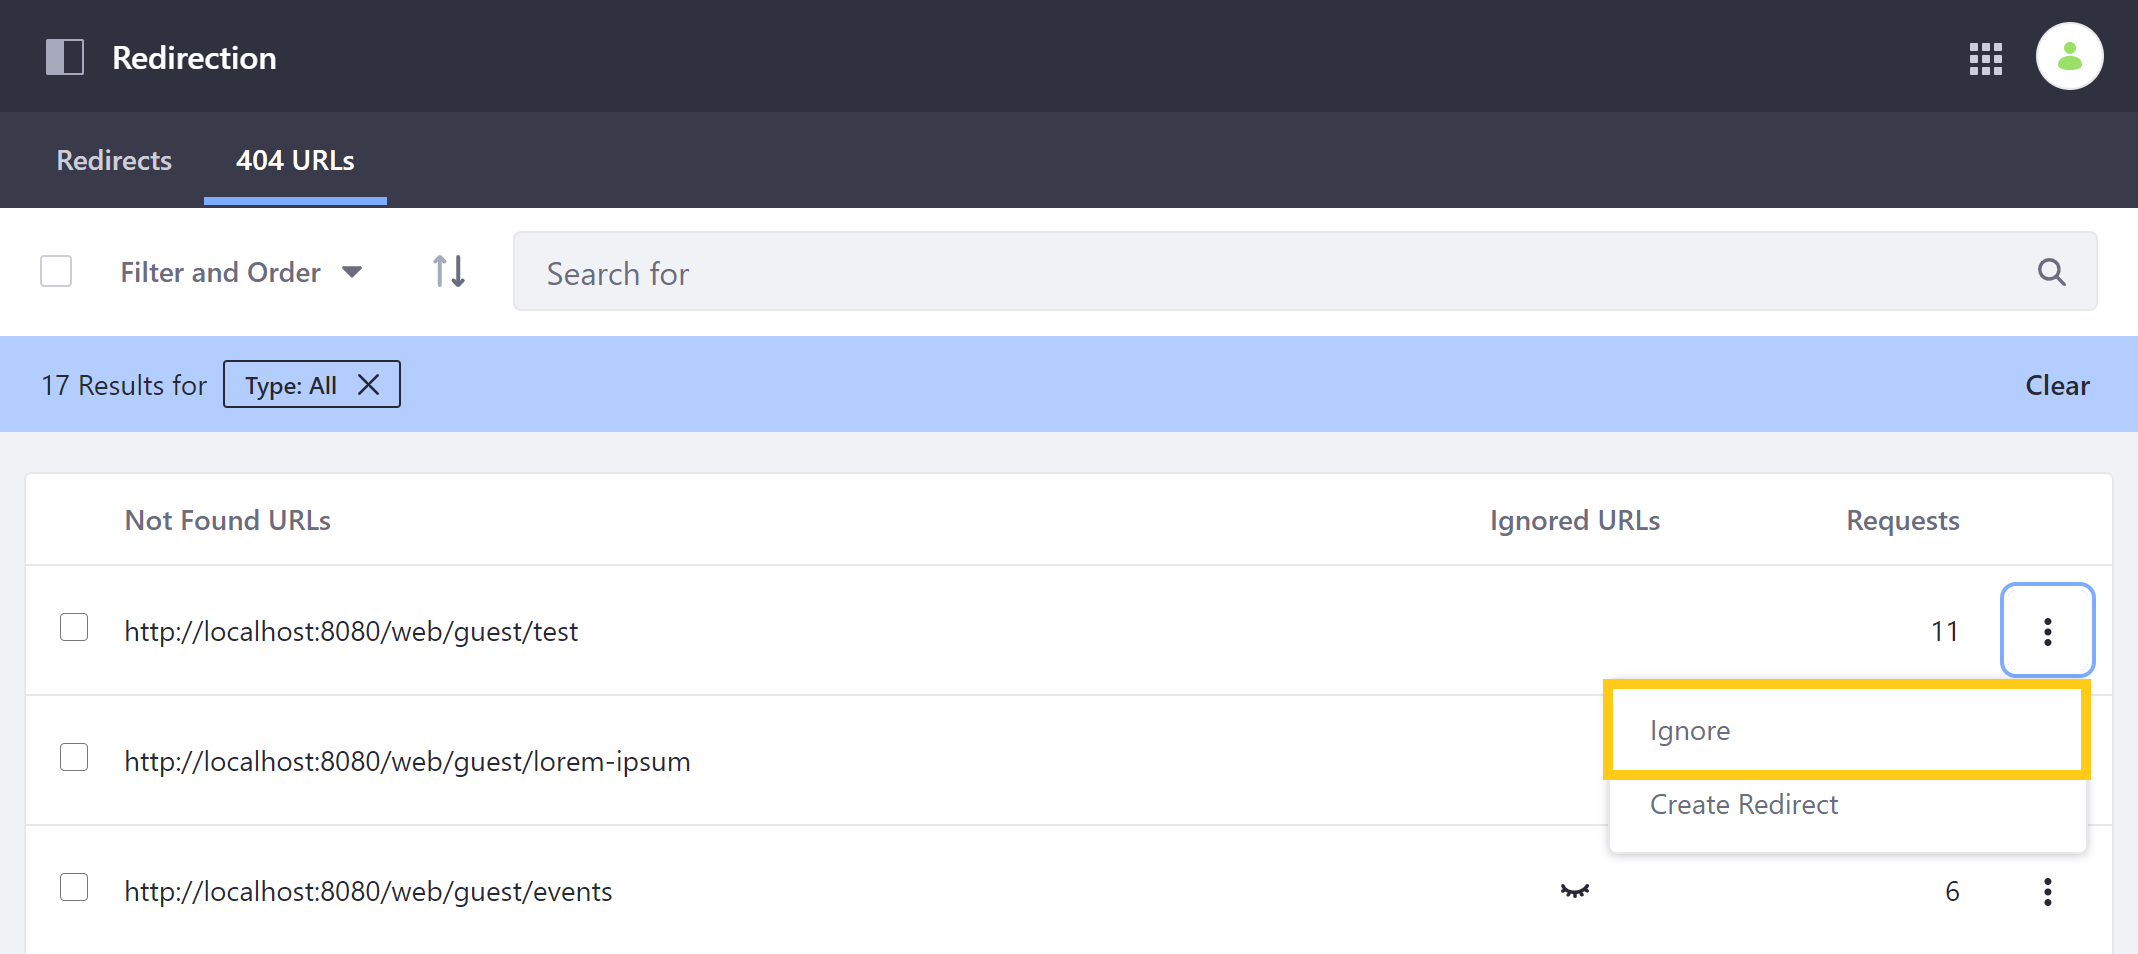 Redirection
Redirects 404 URLs
Filter and Order Search for
17 Results for Type: All Clear
Not Found URLs Ignored URLs Requests
http://localhost:8080/web/guest/test 11
Ignore
http://localhost:8080/web/guest/lorem-ipsum
Create Redirect
http://localhost:8080/web/guest/events 6